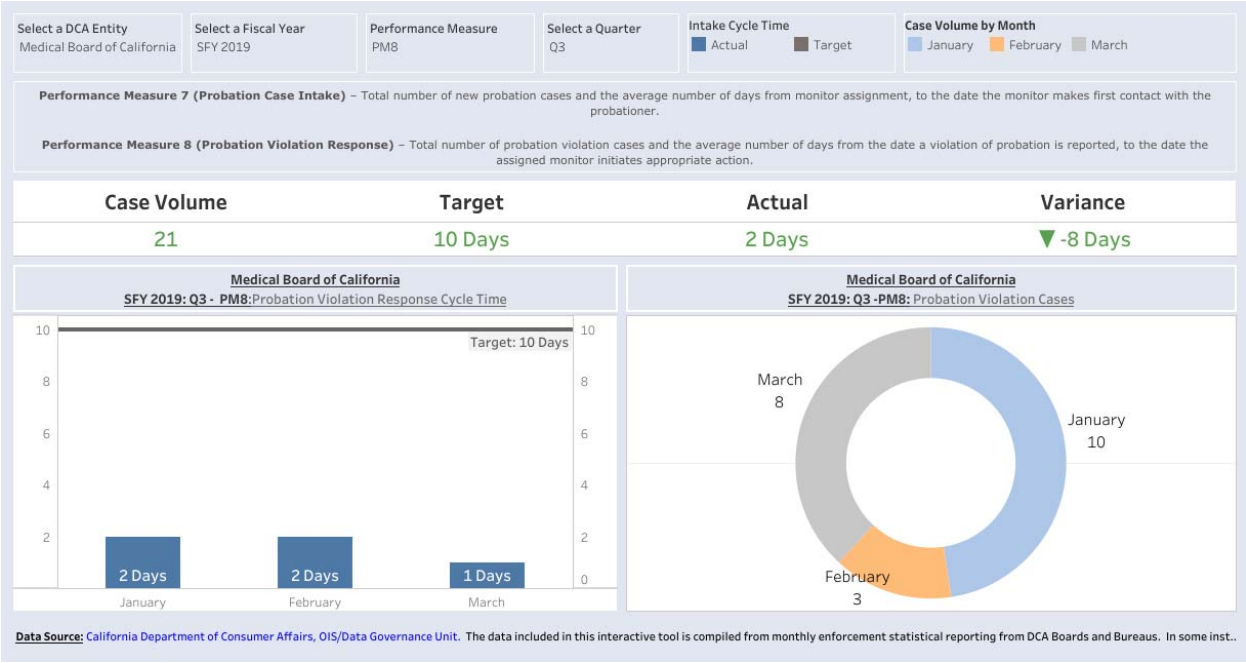 Select a DCA Entity
Medical Board of California
Select a Fiscal Year
SFY 2019
Performance Measure
PM8
Select a Quarter
Q3
Intake Cycle Time
Actual
Target
Case Volume by Month
January
February
March
Performance Measure 7 (Probation Case Intake) – Total number of new probation cases and the average number of days from monitor assignment, to the date the monitor makes first contact with the
probationer.
Performance Measure 8 (Probation Violation Response) – Total number of probation violation cases and the average number of days from the date a violation of probation is reported, to the date the
assigned monitor initiates appropriate action.
Case Volume
Target
Actual
Variance
21
10 Days
2 Days
▼ -8 Days
Medical Board of California
SFY 2019: Q3 - PM8:Probation Violation Response Cycle Time
10
8
6
4
2
Target: 10 Days
10
8
6
4
2
0
2 Days
2 Days
1 Days
January
February
March
Medical Board of California
SFY 2019: Q3 -PM8: Probation Violation Cases
March
8
January
10
February
3
Data Source: California Department of Consumer Affairs, OIS/Data Governance Unit. The data included in this interactive tool is compiled from monthly enforcement statistical reporting from DCA Boards and Bureaus. In some inst..